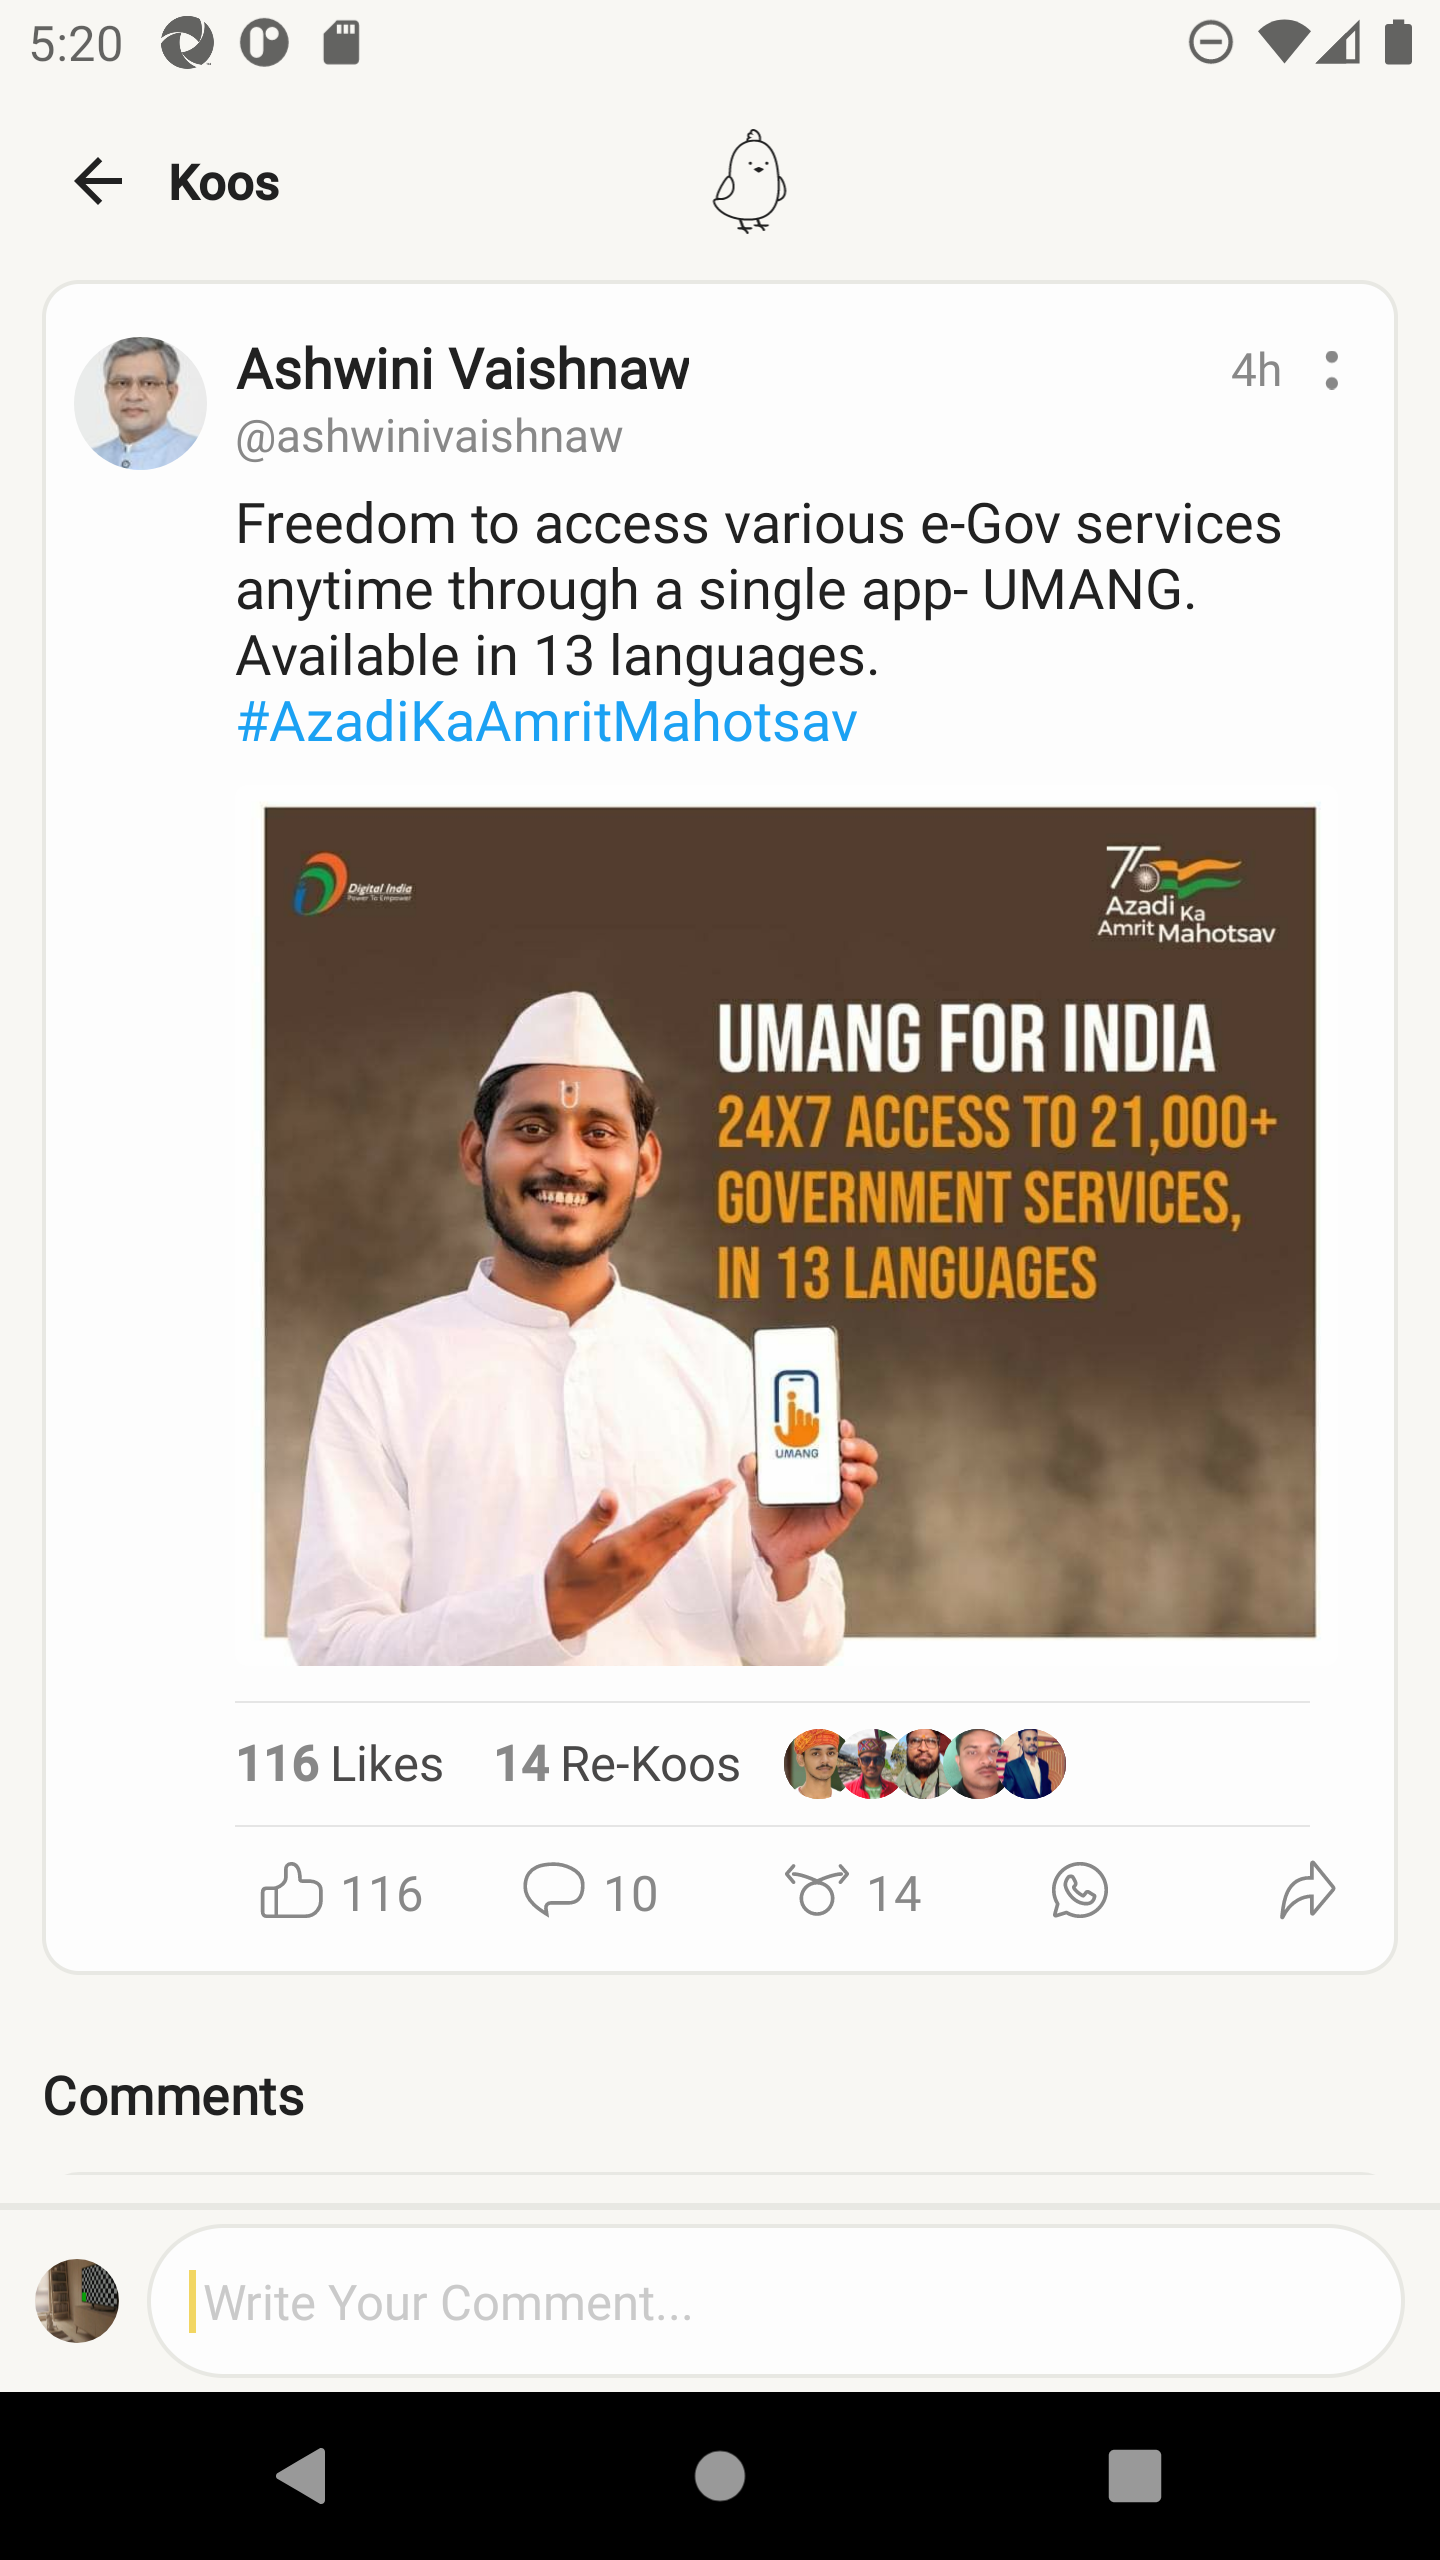 5:20
Koos
Ashwini Vaishnaw
4h
@ashwinivaishnaw
Freedom to access various e-Gov services
anytime through a single app- UMANG.
Available in 13 languages.
#AzadiKaAmritMahotsav
Digital India
Power To Empower
75
Azadi Ka
Amrit Mahotsav
UMANG FOR INDIA
24X7 ACCESS TO 21,000+
GOVERNMENT SERVICES,
IN 13 LANGUAGES
UMANG
116 Likes 14 Re-Koos
116 10 14
Comments
Write Your Comment...